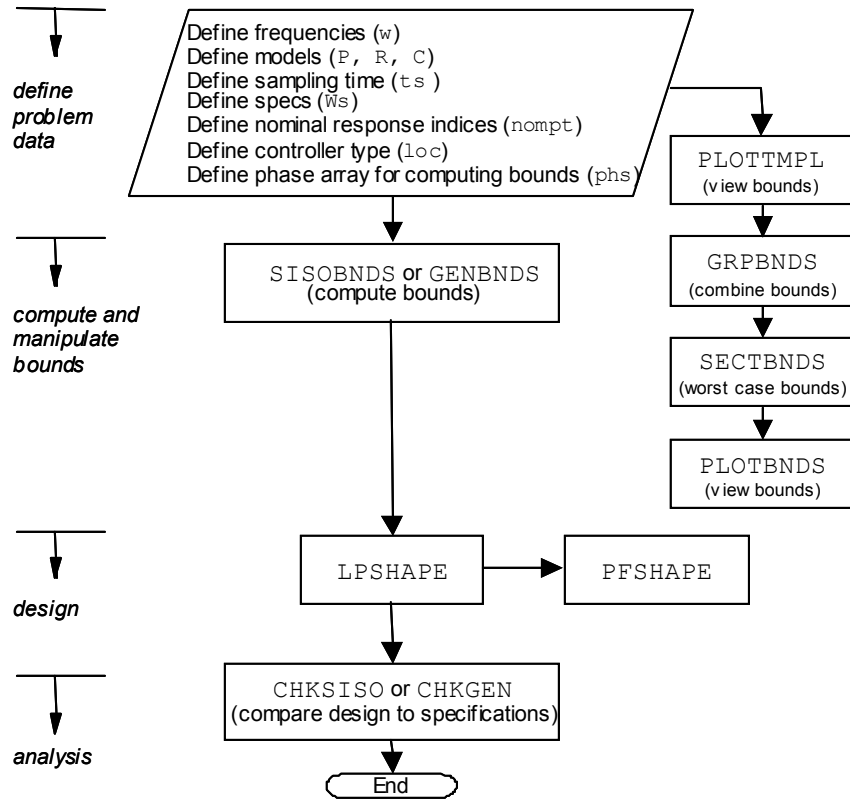 define
problem
data
Define frequencies (w)
Define models (P, R, C)
Define sampling time (ts )
Define specs (Ws)
Define nominal response indices (nompt)
Define controller type (loc)
Define phase array for computing bounds (phs)
PLOTTMPL
(view bounds)
GRPBNDS
(combine bounds)
SECTBNDS
(worst case bounds)
PLOTBNDS
(view bounds)
compute and
manipulate
bounds
SISOBNDS or GENBNDS
(compute bounds)
design
LPSHAPE
PFSHAPE
analysis
CHKSISO or CHKGEN
(compare design to specifications)
End